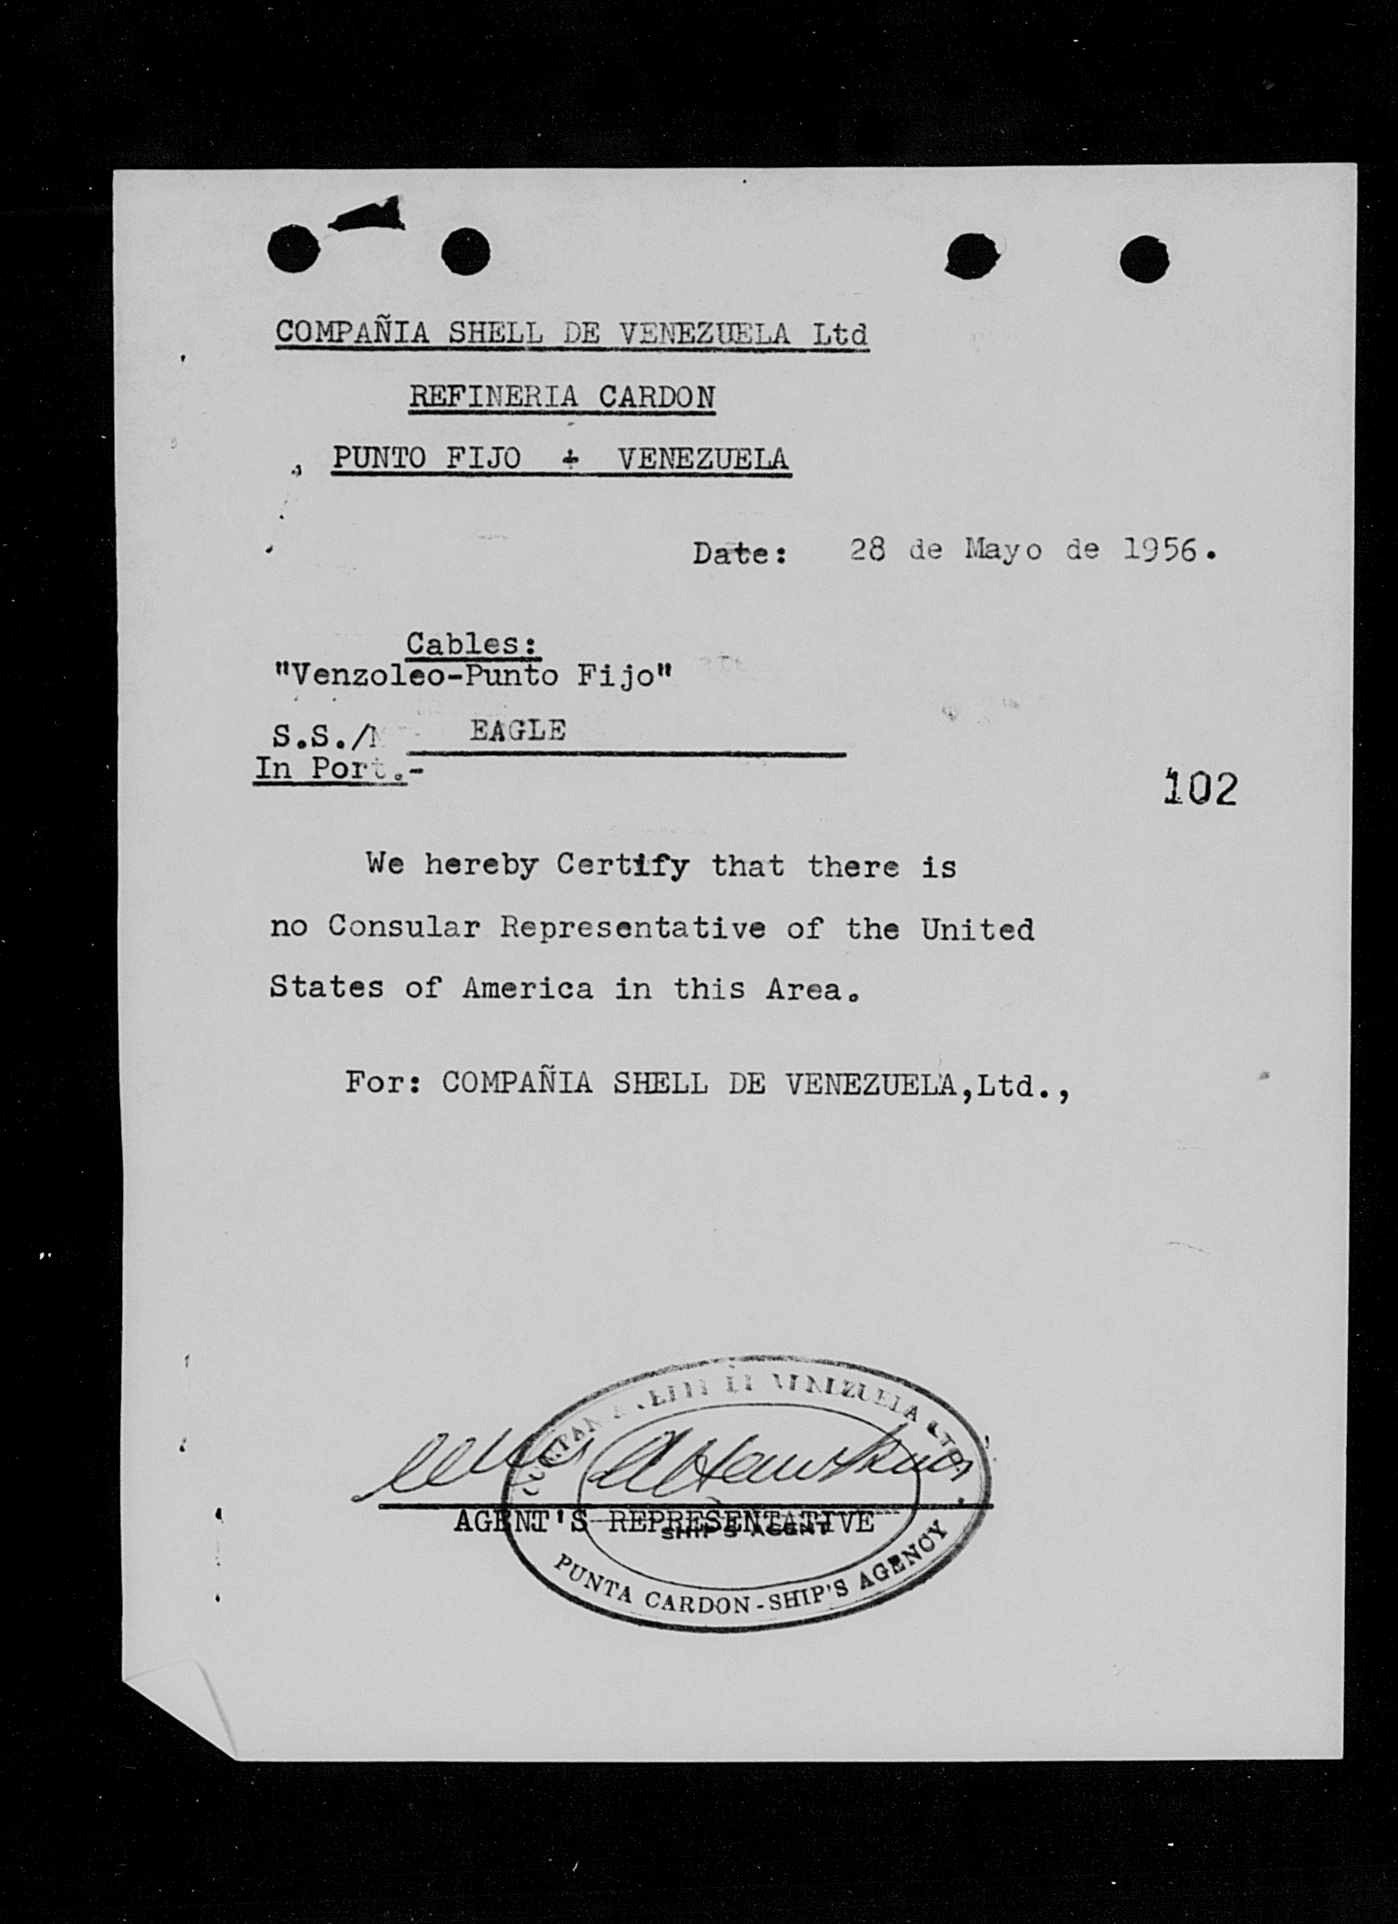 COMPAÑIA SHELL DE VENEZUELA Ltd
REFINERIA CARDON
PUNTO FIJO + VENEZUELA
Date: 28 de Mayo de 1956.
Cables:
"Venzoleo-Punto Fijo"
S.S./M EAGLE
In Port.-
102
We hereby Certify that there is
no Consular Representative of the United
States of America in this Area.
For: COMPAÑIA SHELL DE VENEZUELA,Ltd.,
VENEZUELA LTD.
AGENT'S REPRESENTATIVE
SHIP'S AGENT
PUNTA CARDON - SHIP'S AGENCY